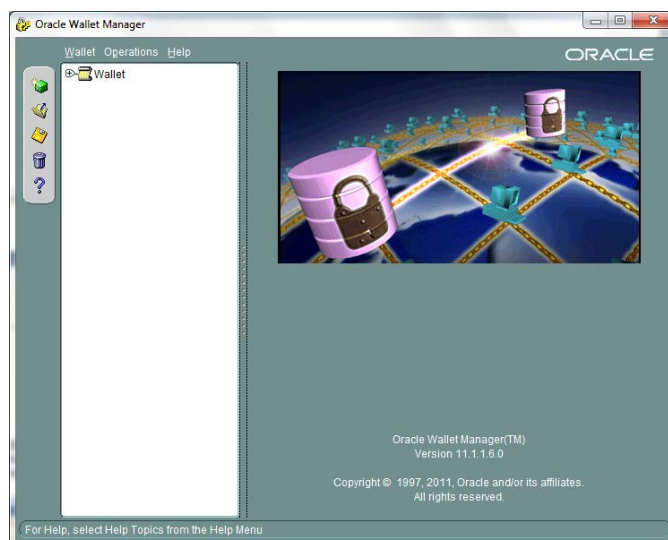 Oracle Wallet Manager
Wallet Operations Help
ORACLE
Wallet
?
Oracle Wallet Manager(TM)
Version 11.1.1.6.0
Copyright © 1997, 2011, Oracle and/or its affiliates.
All rights reserved.
For Help, select Help Topics from the Help Menu